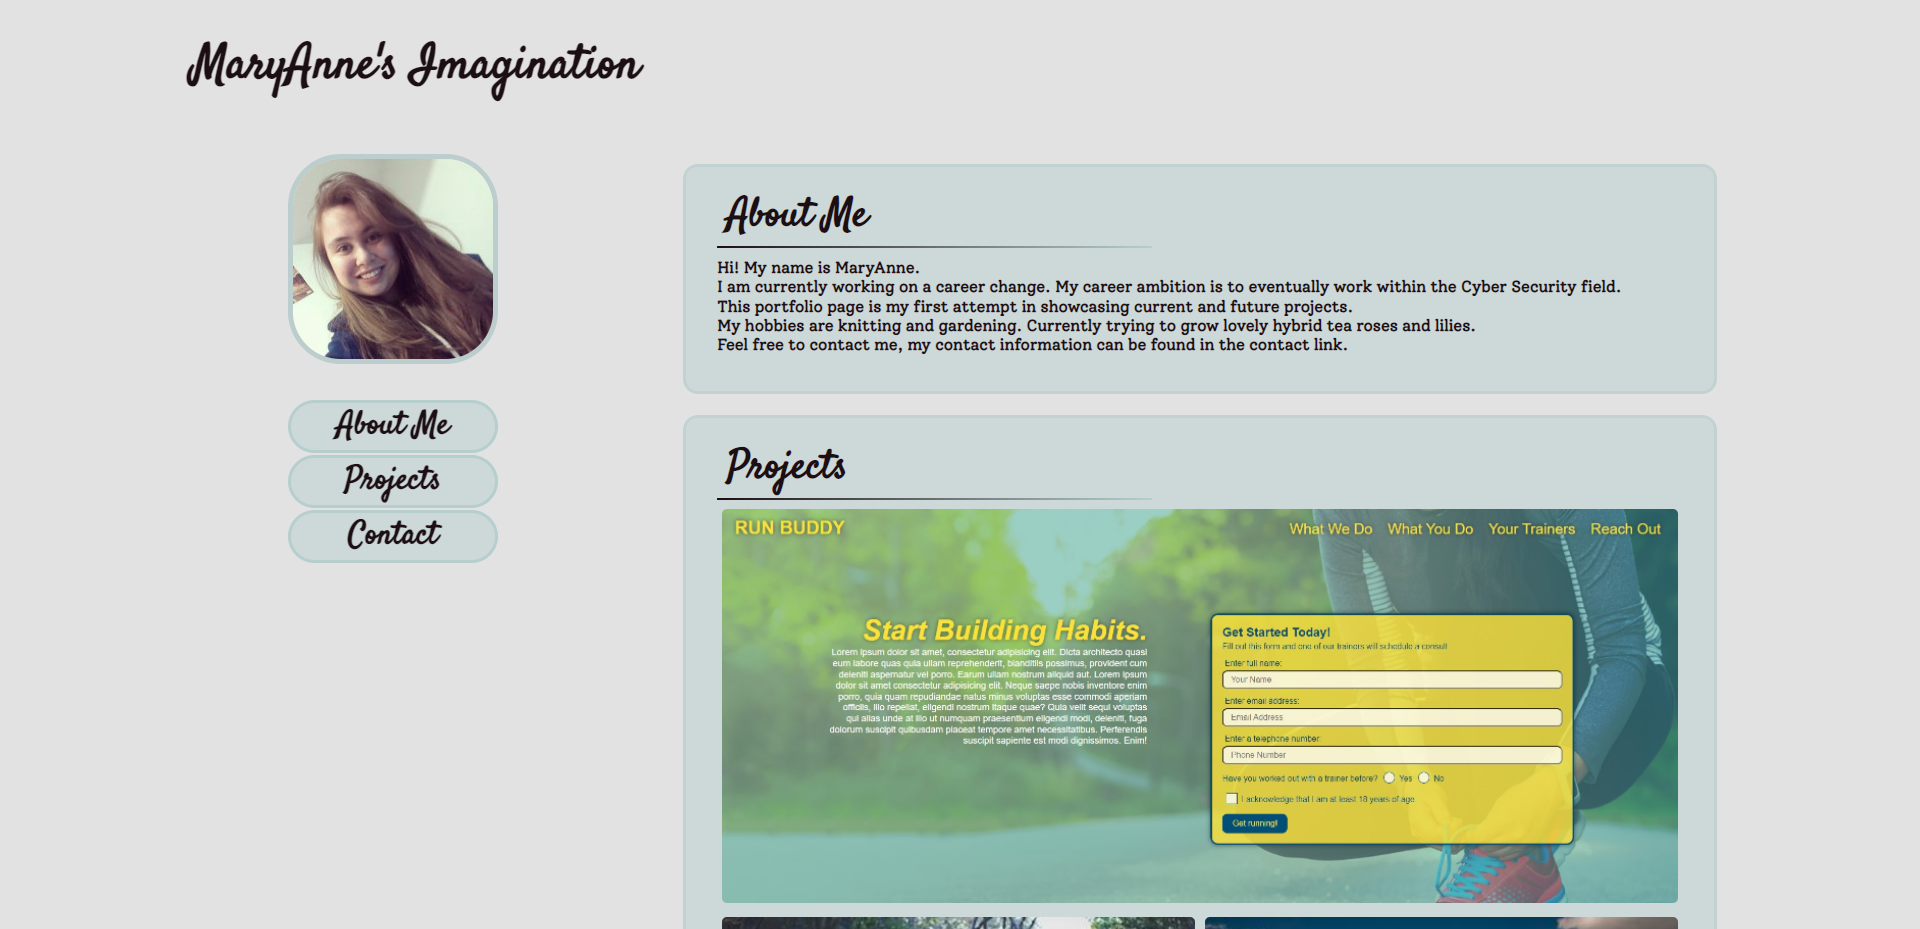 MaryAnne's Imagination
About Me
Projects
Contact
About Me
Hi! My name is MaryAnne.
I am currently working on a career change. My career ambition is to eventually work within the Cyber Security field.
This portfolio page is my first attempt in showcasing current and future projects.
My hobbies are knitting and gardening. Currently trying to grow lovely hybrid tea roses and lilies.
Feel free to contact me, my contact information can be found in the contact link.
Projects
RUN BUDDY
What We Do What You Do Your Trainers Reach Out
Start Building Habits.
Lorem ipsum dolor sit amet, consectetur adipisicing elit. Dicta architecto quasi
eum labore quas quia ullam reprehenderit, blanditiis possimus, provident cum
deleniti aspernatur vel porro. Earum ullam nostrum aliquid aut. Lorem ipsum
dolor sit amet consectetur adipisicing elit. Neque saepe nobis inventore enim
porro, quia quam repudiandae natus minus voluptas esse commodi aperiam
officiis, illo repellat, eligendi nostrum itaque quae? Quia velit sequi voluptas
qui alias unde at illo ut numquam praesentium eligendi modi, deleniti, fuga
dolorum suscipit quibusdam placeat tempore amet necessitatibus. Perferendis
suscipit sapiente est modi dignissimos. Enim!
Get Started Today!
Fill out this form and one of our trainers will schedule a consult
Enter full name:
Your Name
Enter email address:
Email Address
Enter a telephone number:
Phone Number
Have you worked out with a trainer before? Yes No
I acknowledge that I am at least 18 years of age
Get running!!